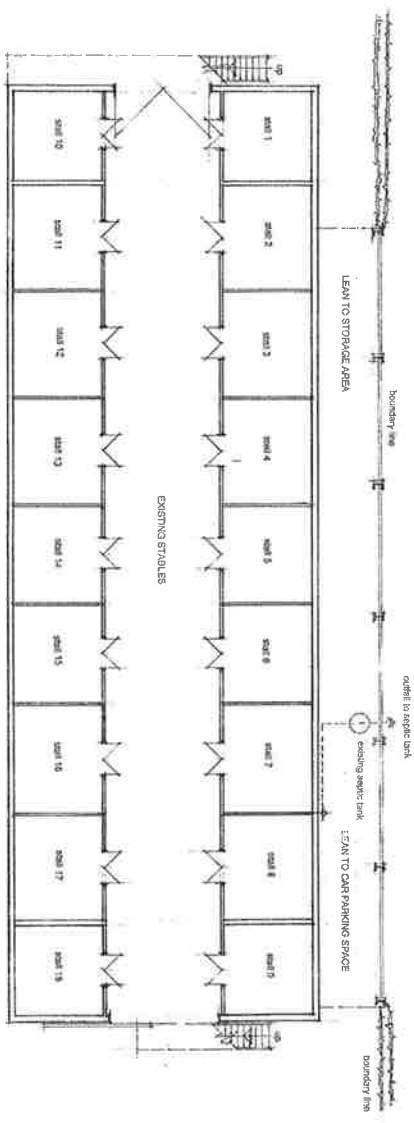 outfall to septic tank
boundary line
boundary line
existing septic tank
LEAN TO STORAGE AREA
LEAN TO CAR PARKING SPACE
up
up
stall 1
stall 2
stall 3
stall 4
stall 5
stall 6
stall 7
stall 8
stall 9
EXISTING STABLES
stall 10
stall 11
stall 12
stall 13
stall 14
stall 15
stall 16
stall 17
stall 18